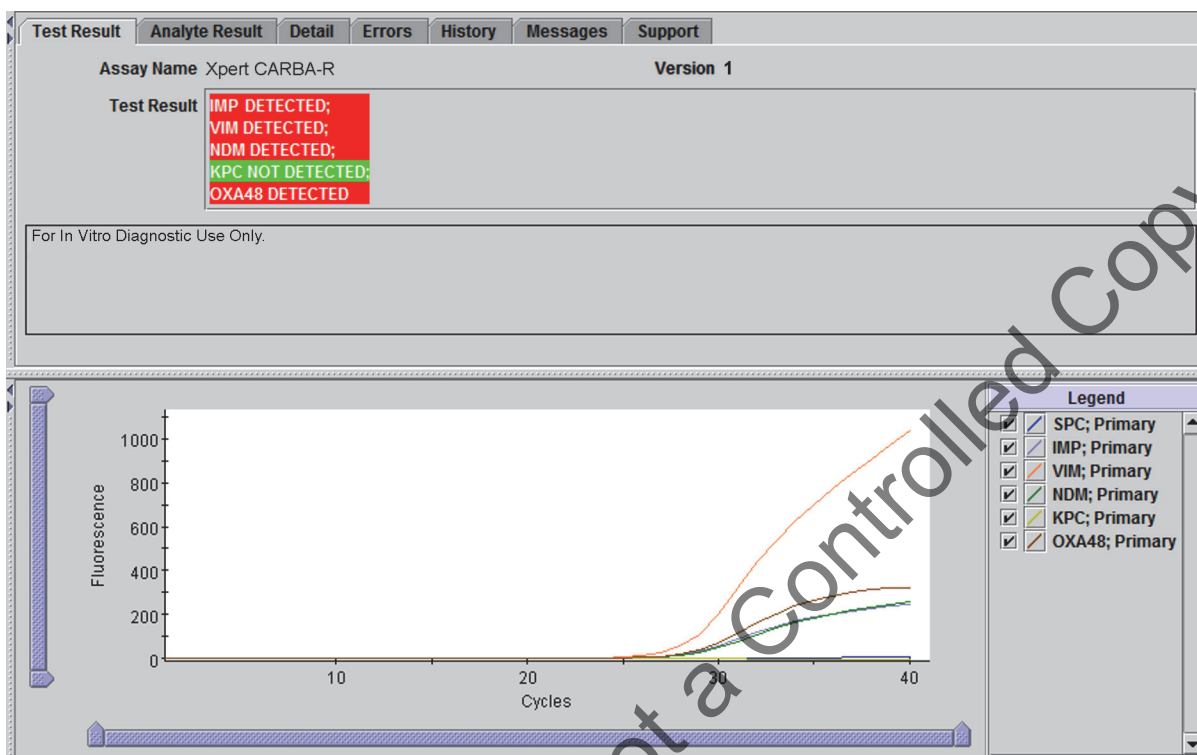 Test Result Analyte Result Detail Errors History Messages Support
Assay Name Xpert CARBA-R Version 1
Test Result
IMP DETECTED;
VIM DETECTED;
NDM DETECTED;
KPC NOT DETECTED;
OXA48 DETECTED
For In Vitro Diagnostic Use Only.
Fluorescence
1000
800
600
400
200
0
10 20 30 40
Cycles
Legend
SPC; Primary
IMP; Primary
VIM; Primary
NDM; Primary
KPC; Primary
OXA48; Primary
ot a Controlled Copy